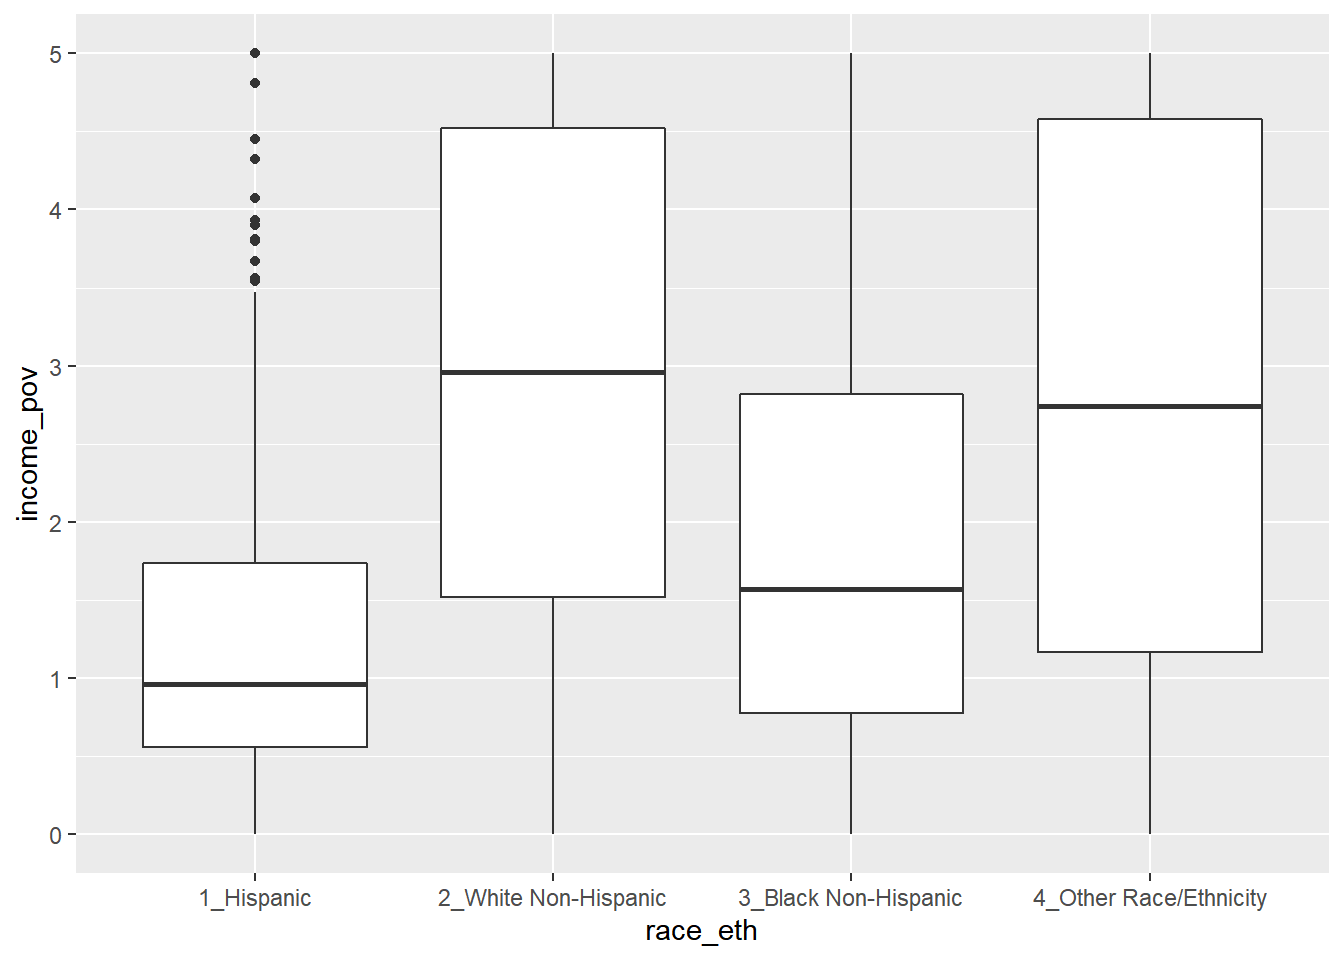 5
4
3
2
1
0
income_pov
1_Hispanic
2_White Non-Hispanic
3_Black Non-Hispanic
4_Other Race/Ethnicity
race_eth